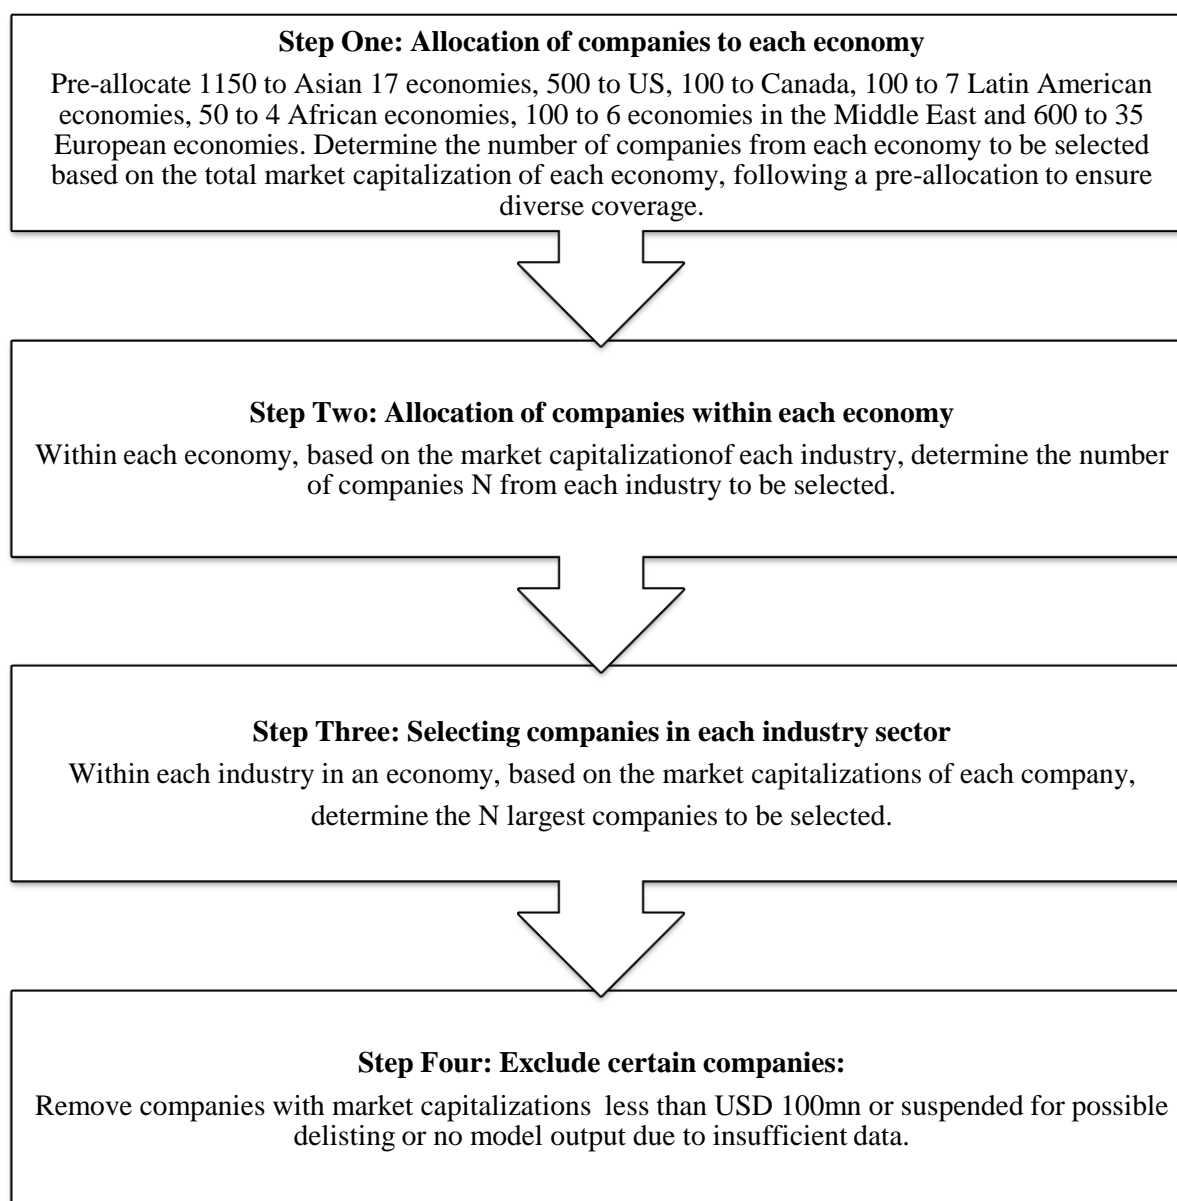 Step One: Allocation of companies to each economy
Pre-allocate 1150 to Asian 17 economies, 500 to US, 100 to Canada, 100 to 7 Latin American
economies, 50 to 4 African economies, 100 to 6 economies in the Middle East and 600 to 35
European economies. Determine the number of companies from each economy to be selected
based on the total market capitalization of each economy, following a pre-allocation to ensure
diverse coverage.
Step Two: Allocation of companies within each economy
Within each economy, based on the market capitalizationof each industry, determine the number
of companies N from each industry to be selected.
Step Three: Selecting companies in each industry sector
Within each industry in an economy, based on the market capitalizations of each company,
determine the N largest companies to be selected.
Step Four: Exclude certain companies:
Remove companies with market capitalizations  less than USD 100mn or suspended for possible
delisting or no model output due to insufficient data.